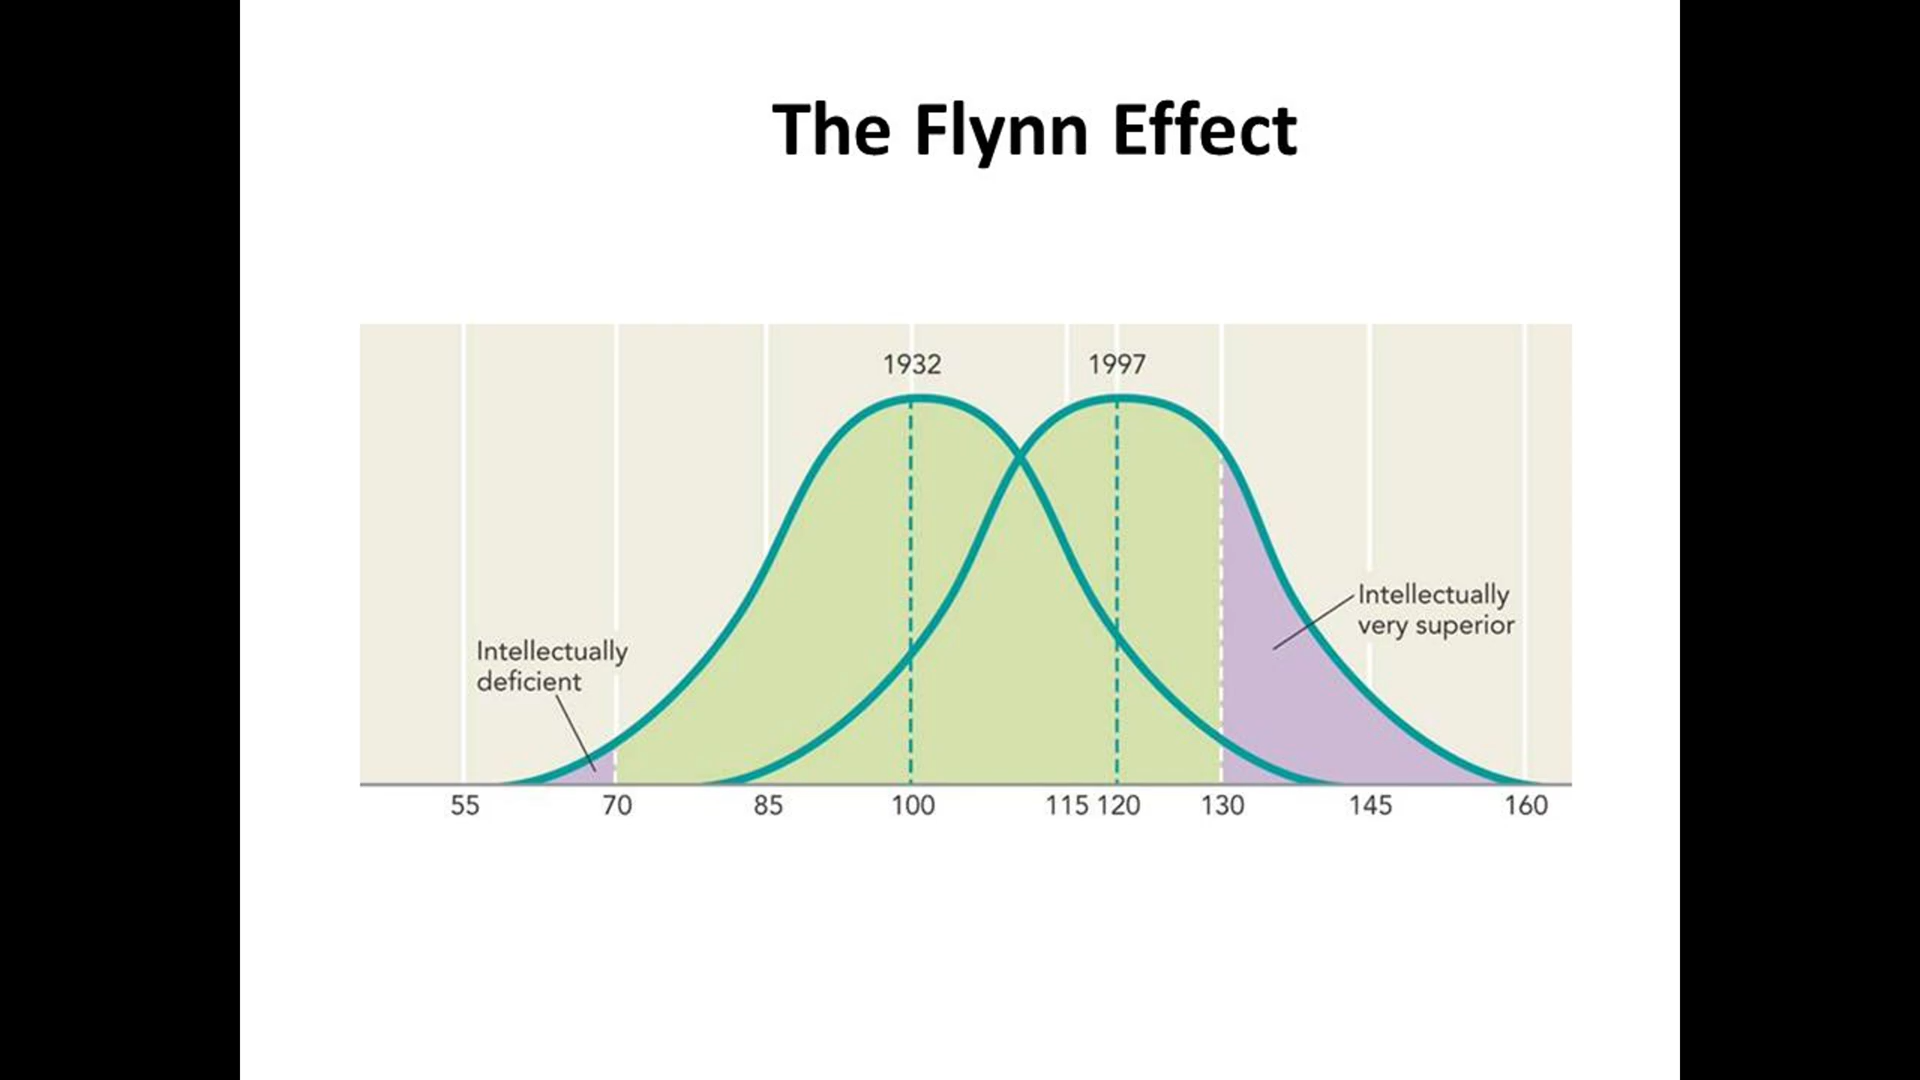 The Flynn Effect
1932
1997
Intellectually
very superior
Intellectually
deficient
55 70 85 100 115 120 130 145 160